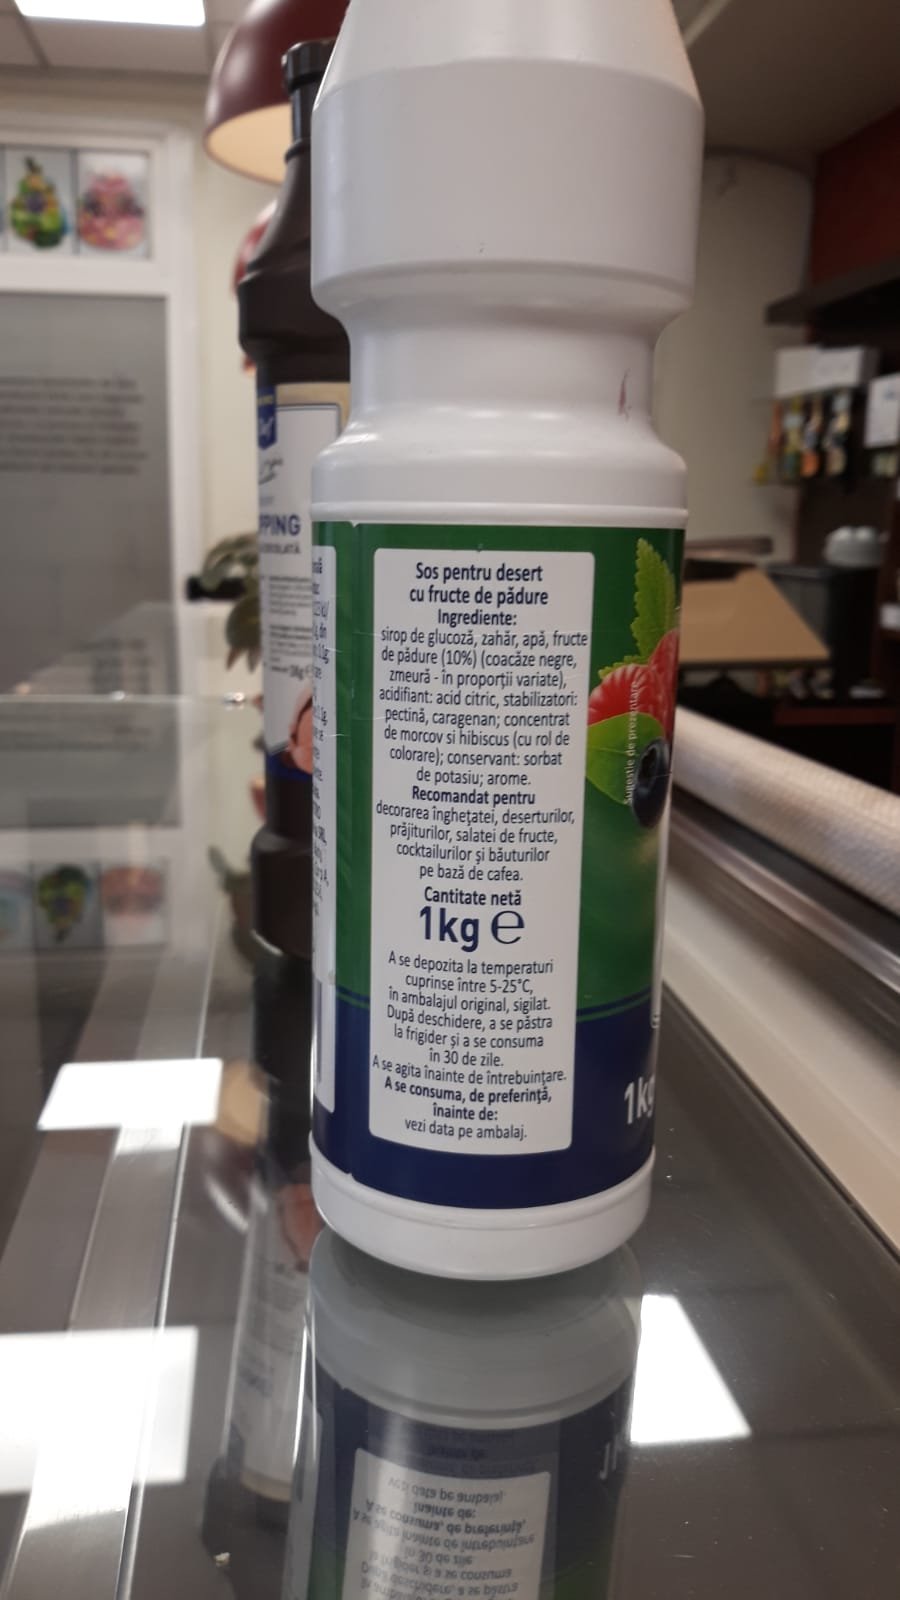 Sos pentru desert
cu fructe de pădure
Ingrediente:
sirop de glucoză, zahăr, apă, fructe
de pădure (10%) (coacăze negre,
zmeură - în proporții variate),
acidifiant: acid citric, stabilizatori:
pectină, caragenan; concentrat
de morcov si hibiscus (cu rol de
colorare); conservant: sorbat
de potasiu; arome.
Recomandat pentru
decorarea înghețatei, deserturilor,
prăjiturilor, salatei de fructe,
cocktailurilor și băuturilor
pe bază de cafea.
Cantitate netă
1kg ℮
A se depozita la temperaturi
cuprinse între 5-25°C,
în ambalajul original, sigilat.
După deschidere, a se păstra
la frigider și a se consuma
în 30 de zile.
A se agita înainte de întrebuințare.
A se consuma, de preferință,
înainte de:
vezi data pe ambalaj.
Sugestie de prezentare
1kg
PPING